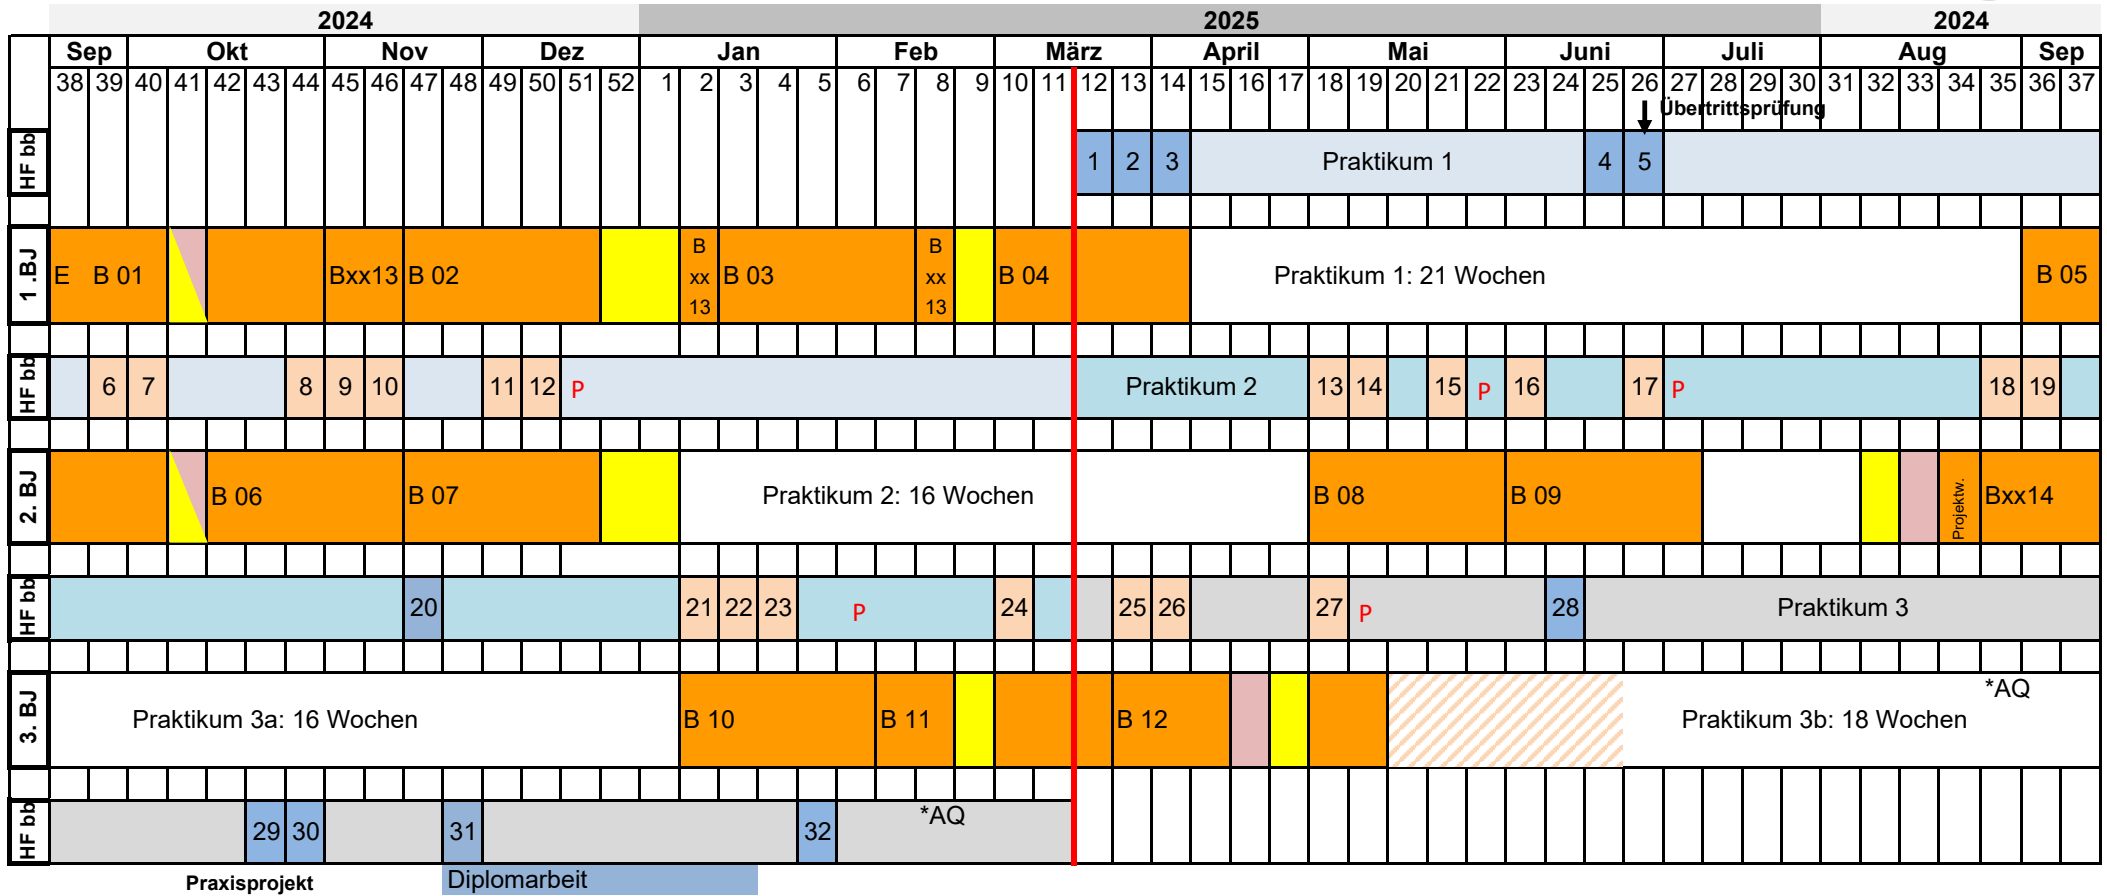 2024 2025 2024
Sep Okt Nov Dez Jan Feb März April Mai Juni Juli Aug Sep
38 39 40 41 42 43 44 45 46 47 48 49 50 51 52 1 2 3 4 5 6 7 8 9 10 11 12 13 14 15 16 17 18 19 20 21 22 23 24 25 26 27 28 29 30 31 32 33 34 35 36 37
Übertrittsprüfung
HF bb 1 2 3 Praktikum 1 4 5
1 .BJ E B 01 Bxx13 B 02 B xx 13 B 03 B xx 13 B 04 Praktikum 1: 21 Wochen B 05
HF bb 6 7 8 9 10 11 12 P Praktikum 2 13 14 15 P 16 17 P 18 19
2. BJ B 06 B 07 Praktikum 2: 16 Wochen B 08 B 09 Projektw. Bxx14
HF bb 20 21 22 23 P 24 25 26 27 P 28 Praktikum 3
3. BJ Praktikum 3a: 16 Wochen B 10 B 11 B 12 Praktikum 3b: 18 Wochen *AQ
HF bb 29 30 31 32 *AQ
Praxisprojekt Diplomarbeit